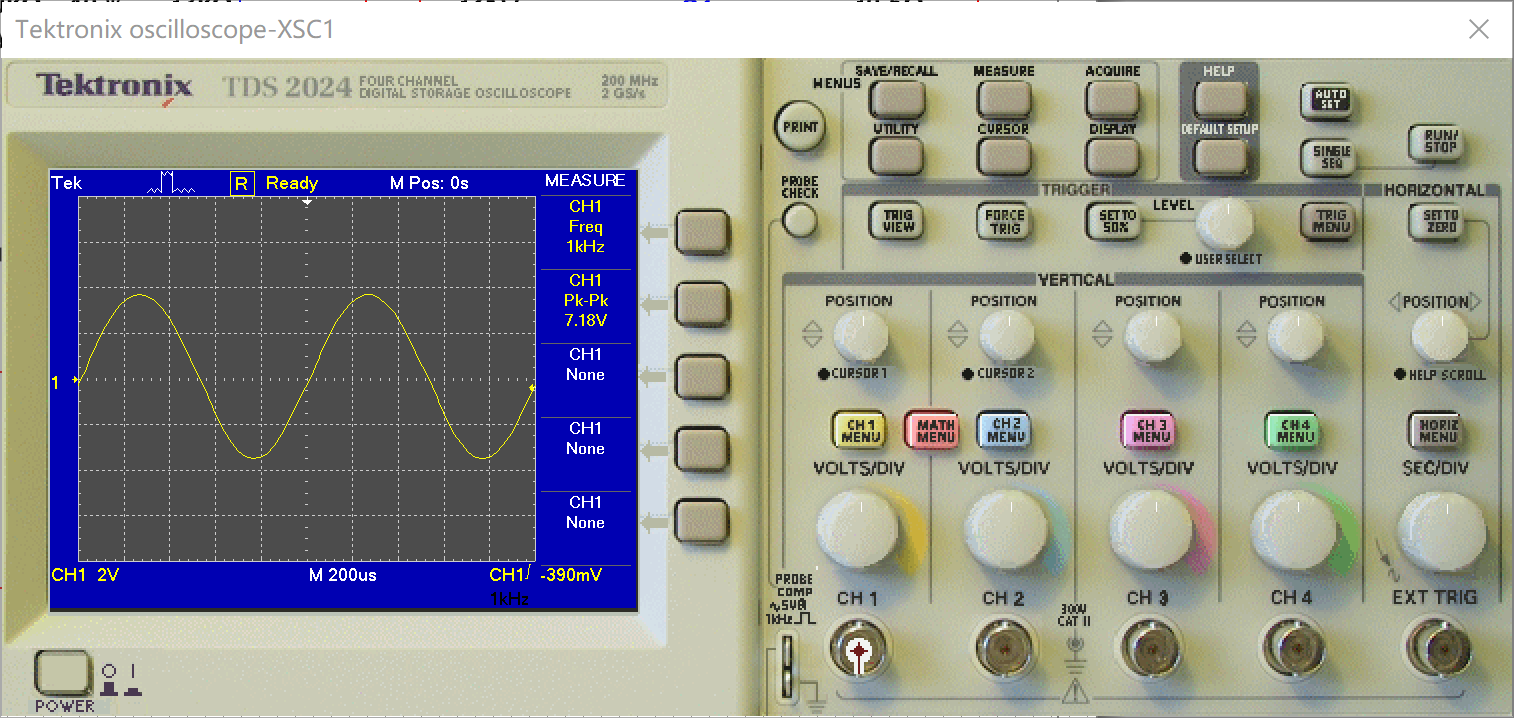 Tektronix oscilloscope-XSC1
Tektronix TDS 2024 FOUR CHANNEL
DIGITAL STORAGE OSCILLOSCOPE
200 MHz
2 GS/s
Tek R Ready M Pos: 0s MEASURE
CH1
Freq
1kHz
CH1
Pk-Pk
7.18V
CH1
None
CH1
None
CH1
None
1
CH1 2V M 200us CH1 -390mV
1kHz
POWER
MENUS
SAVE/RECALL MEASURE ACQUIRE HELP
UTILITY CURSOR DISPLAY DEFAULT SETUP
PRINT
AUTO
SET
SINGLE
SEQ
RUN/
STOP
PROBE
CHECK
TRIGGER
TRIG
VIEW
FORCE
TRIG
SET TO
50%
LEVEL
USER SELECT
TRIG
MENU
HORIZONTAL
SET TO
ZERO
VERTICAL
POSITION POSITION POSITION POSITION POSITION
CURSOR 1 CURSOR 2 HELP SCROLL
CH 1
MENU
MATH
MENU
CH 2
MENU
CH 3
MENU
CH 4
MENU
HORIZ
MENU
VOLTS/DIV VOLTS/DIV VOLTS/DIV VOLTS/DIV SEC/DIV
PROBE
COMP
1kHz
CH 1 CH 2 CH 3 CH 4 EXT TRIG
300V
CAT II